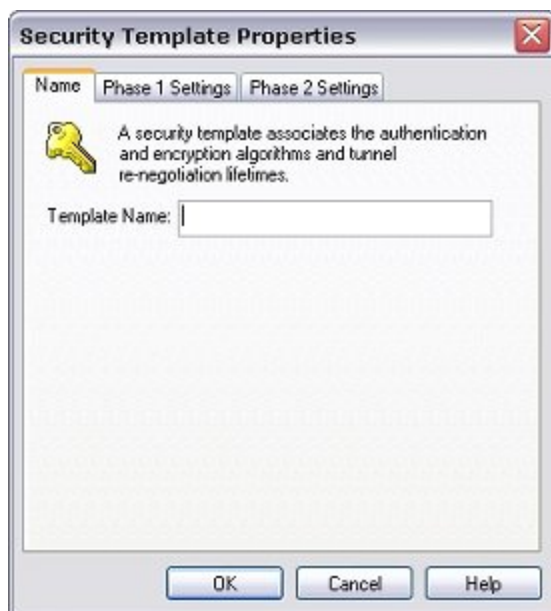 Security Template Properties
Name
Phase 1 Settings
Phase 2 Settings
A security template associates the authentication
and encryption algorithms and tunnel
re-negotiation lifetimes.
Template Name:
OK
Cancel
Help